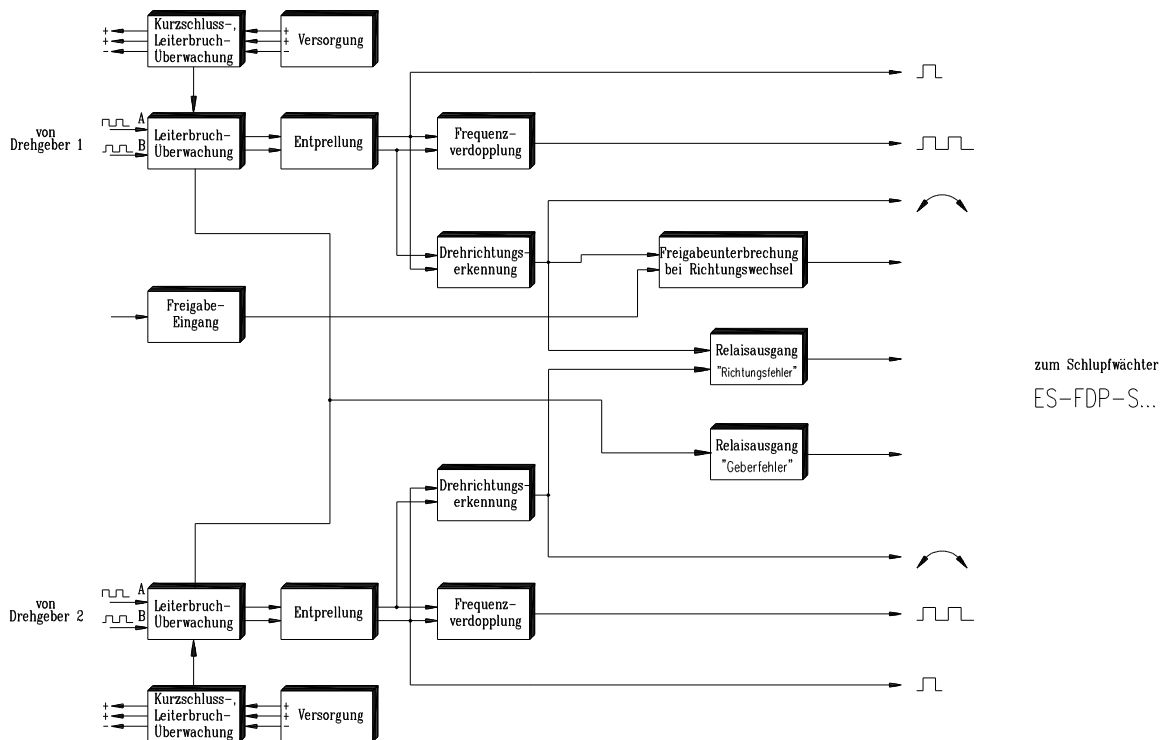 Kurzschluss-,
Leiterbruch-
Überwachung
+
+
-
+
+
-
Versorgung
von
Drehgeber 1
A
B
Leiterbruch-
Überwachung
Entprellung
Frequenz-
verdopplung
Drehrichtungs-
erkennung
Freigabeunterbrechung
bei Richtungswechsel
Freigabe-
Eingang
Relaisausgang
"Richtungsfehler"
zum Schlupfwächter
ES-FDP-S...
Relaisausgang
"Geberfehler"
Drehrichtungs-
erkennung
von
Drehgeber 2
A
B
Leiterbruch-
Überwachung
Entprellung
Frequenz-
verdopplung
Kurzschluss-,
Leiterbruch-
Überwachung
+
+
-
+
+
-
Versorgung